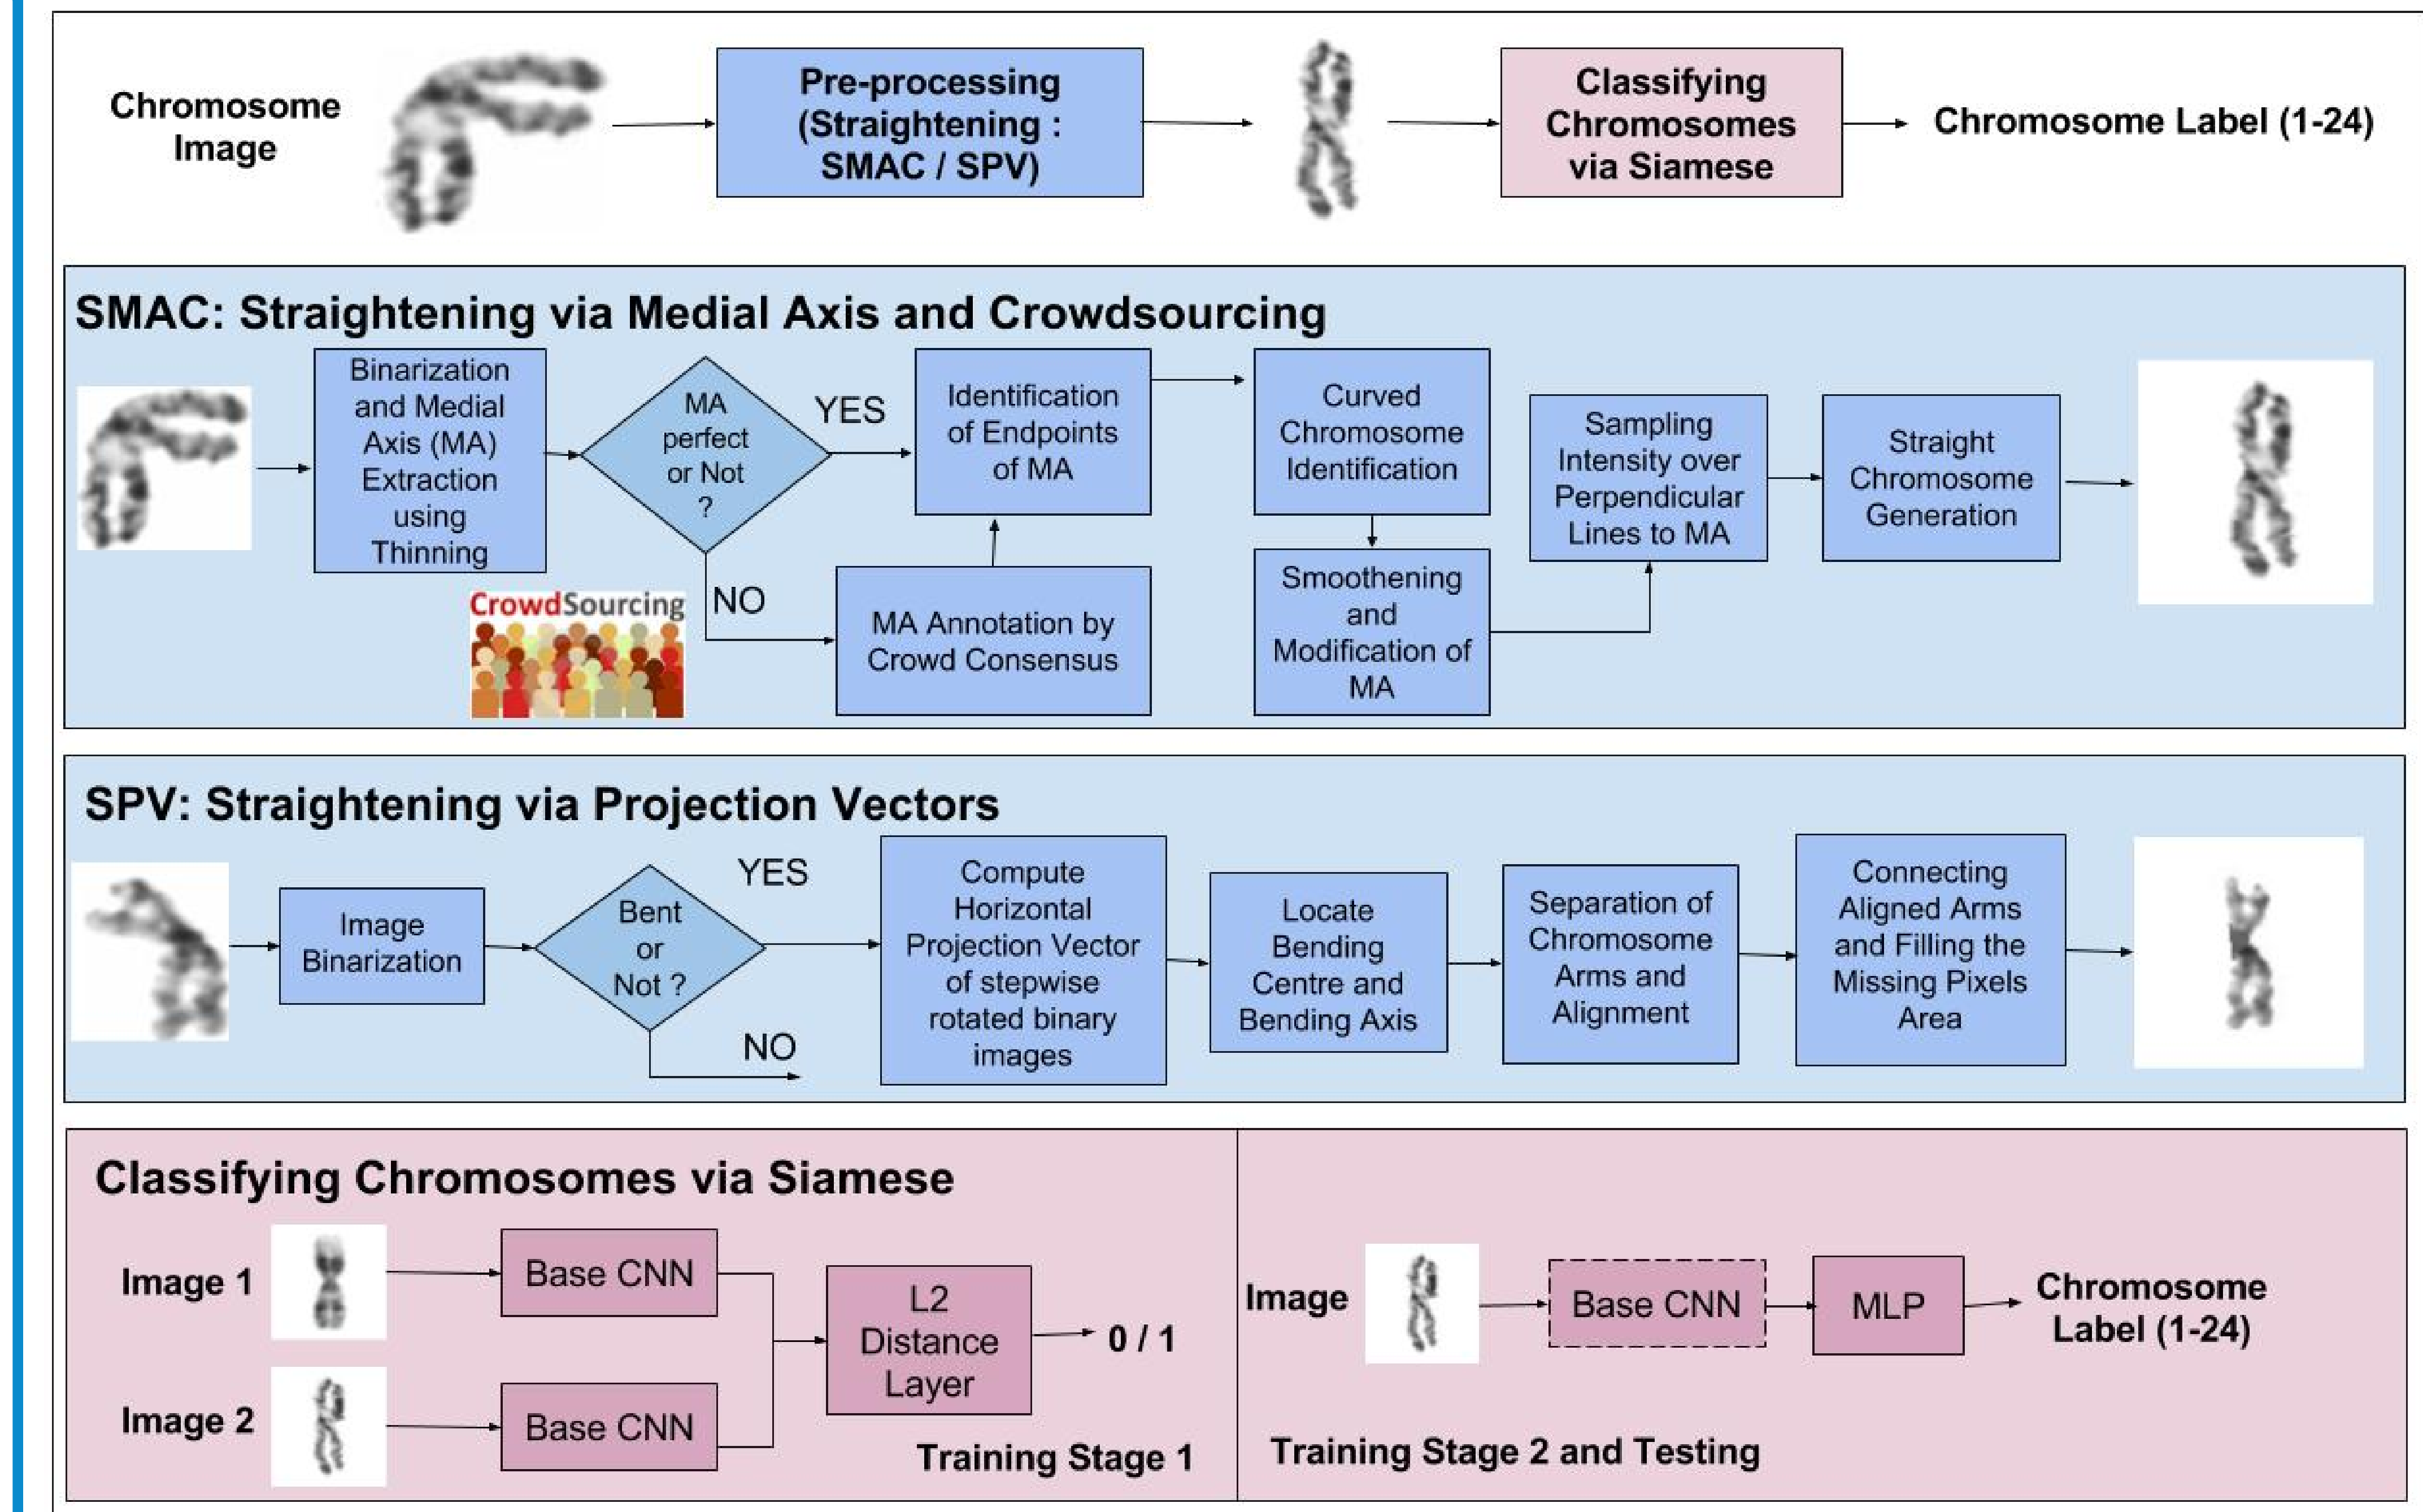 Chromosome
Image
Pre-processing
(Straightening :
SMAC / SPV)
Classifying
Chromosomes
via Siamese
Chromosome Label (1-24)
SMAC: Straightening via Medial Axis and Crowdsourcing
Binarization
and Medial
Axis (MA)
Extraction
using
Thinning
MA
perfect
or Not
?
YES
NO
CrowdSourcing
MA Annotation by
Crowd Consensus
Identification
of Endpoints
of MA
Curved
Chromosome
Identification
Smoothening
and
Modification of
MA
Sampling
Intensity over
Perpendicular
Lines to MA
Straight
Chromosome
Generation
SPV: Straightening via Projection Vectors
Image
Binarization
Bent
or
Not ?
YES
NO
Compute
Horizontal
Projection Vector
of stepwise
rotated binary
images
Locate
Bending
Centre and
Bending Axis
Separation of
Chromosome
Arms and
Alignment
Connecting
Aligned Arms
and Filling the
Missing Pixels
Area
Classifying Chromosomes via Siamese
Image 1
Base CNN
Image 2
Base CNN
L2
Distance
Layer
0 / 1
Training Stage 1
Image
Base CNN
MLP
Chromosome
Label (1-24)
Training Stage 2 and Testing